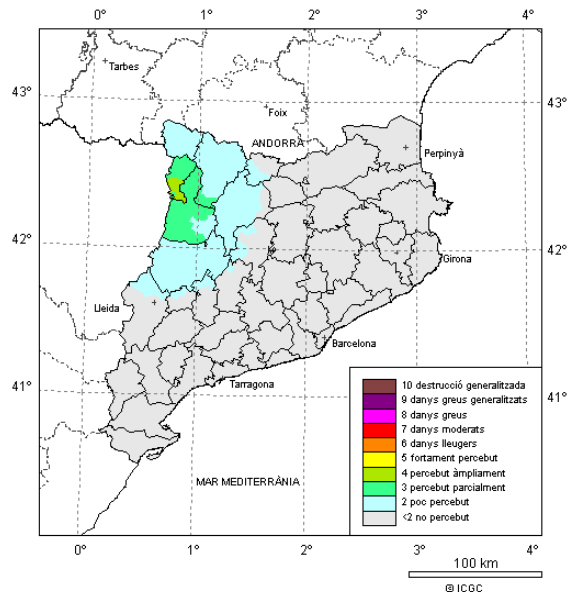 0° 1° 2° 3° 4°
Tarbes
43° 43°
Foix
ANDORRA
Perpinyà
42° 42°
Girona
Lleida
Barcelona
Tarragona
41° 41°
10 destrucció generalitzada
9 danys greus generalitzats
8 danys greus
7 danys moderats
6 danys lleugers
5 fortament percebut
4 percebut àmpliament
3 percebut parcialment
2 poc percebut
<2 no percebut
MAR MEDITERRÀNIA
0° 1° 2° 3° 4°
100 km
© ICGC